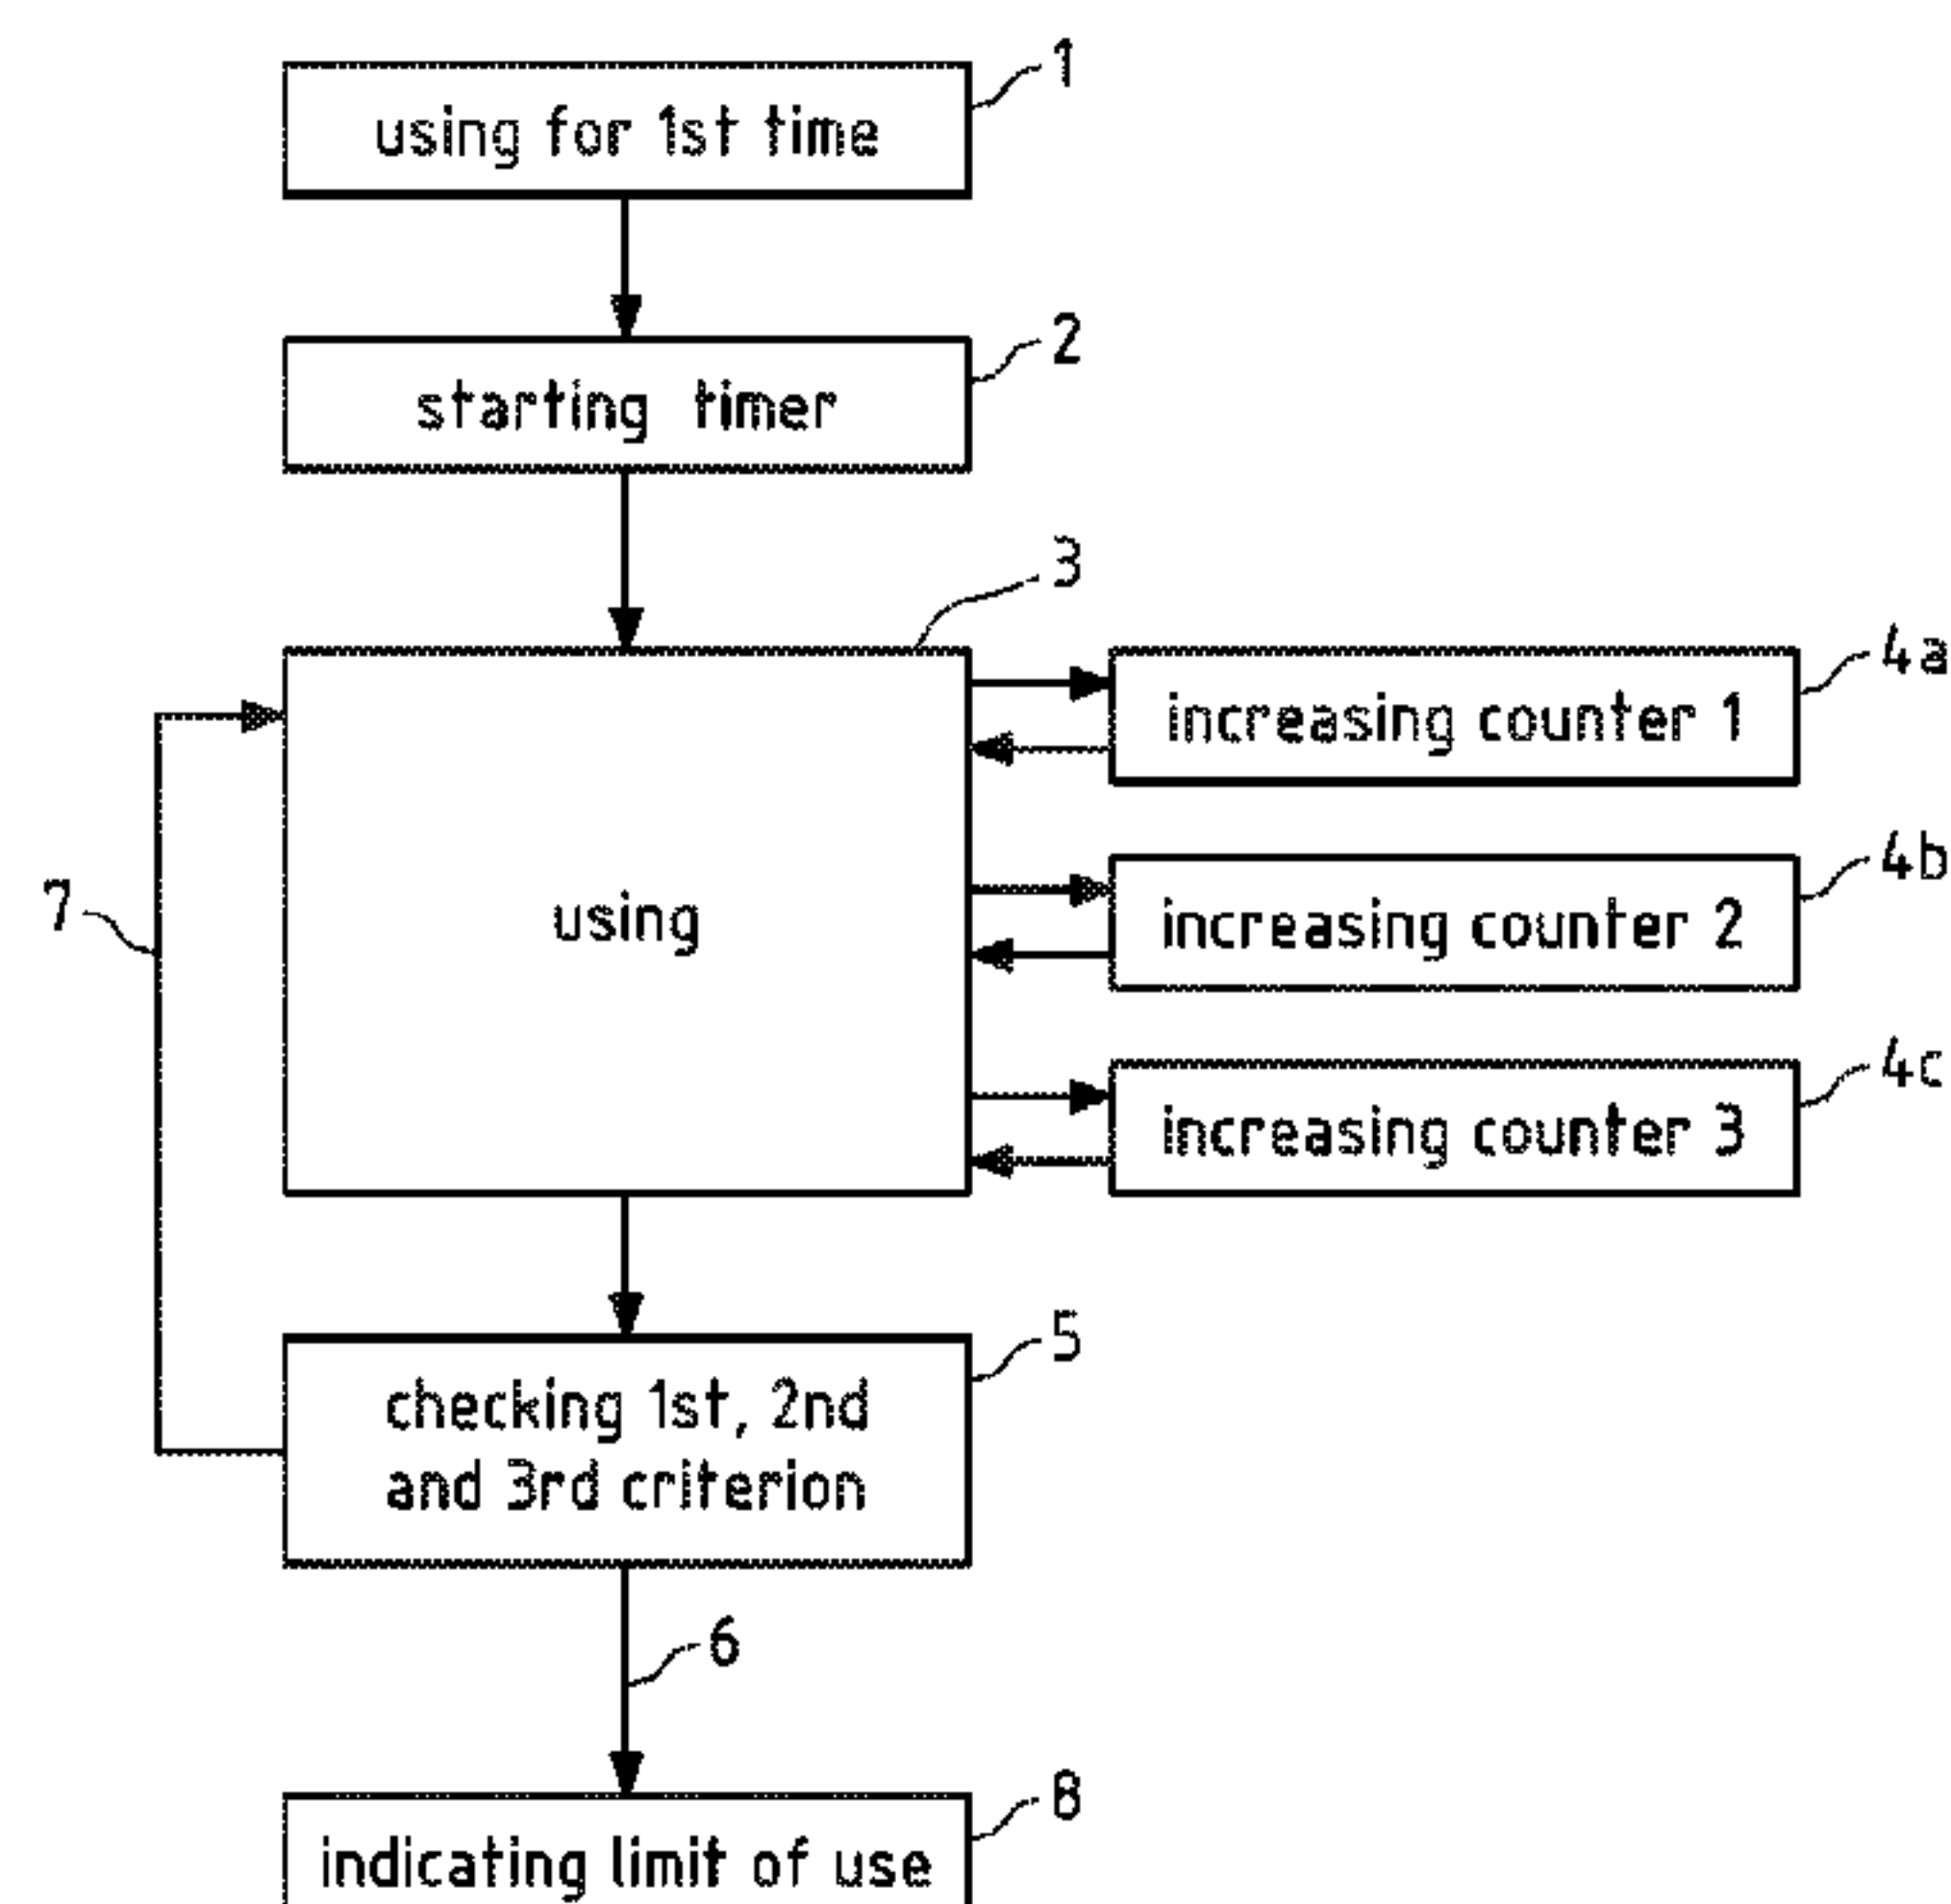 1
using for 1st time
2
starting timer
3
4a
increasing counter 1
4b
increasing counter 2
7
using
4c
increasing counter 3
5
checking 1st, 2nd
and 3rd criterion
6
8
indicating limit of use